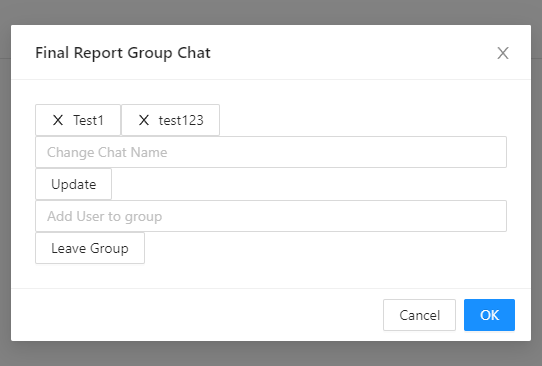 Final Report Group Chat
Test1 test123
Change Chat Name
Update
Add User to group
Leave Group
Cancel OK